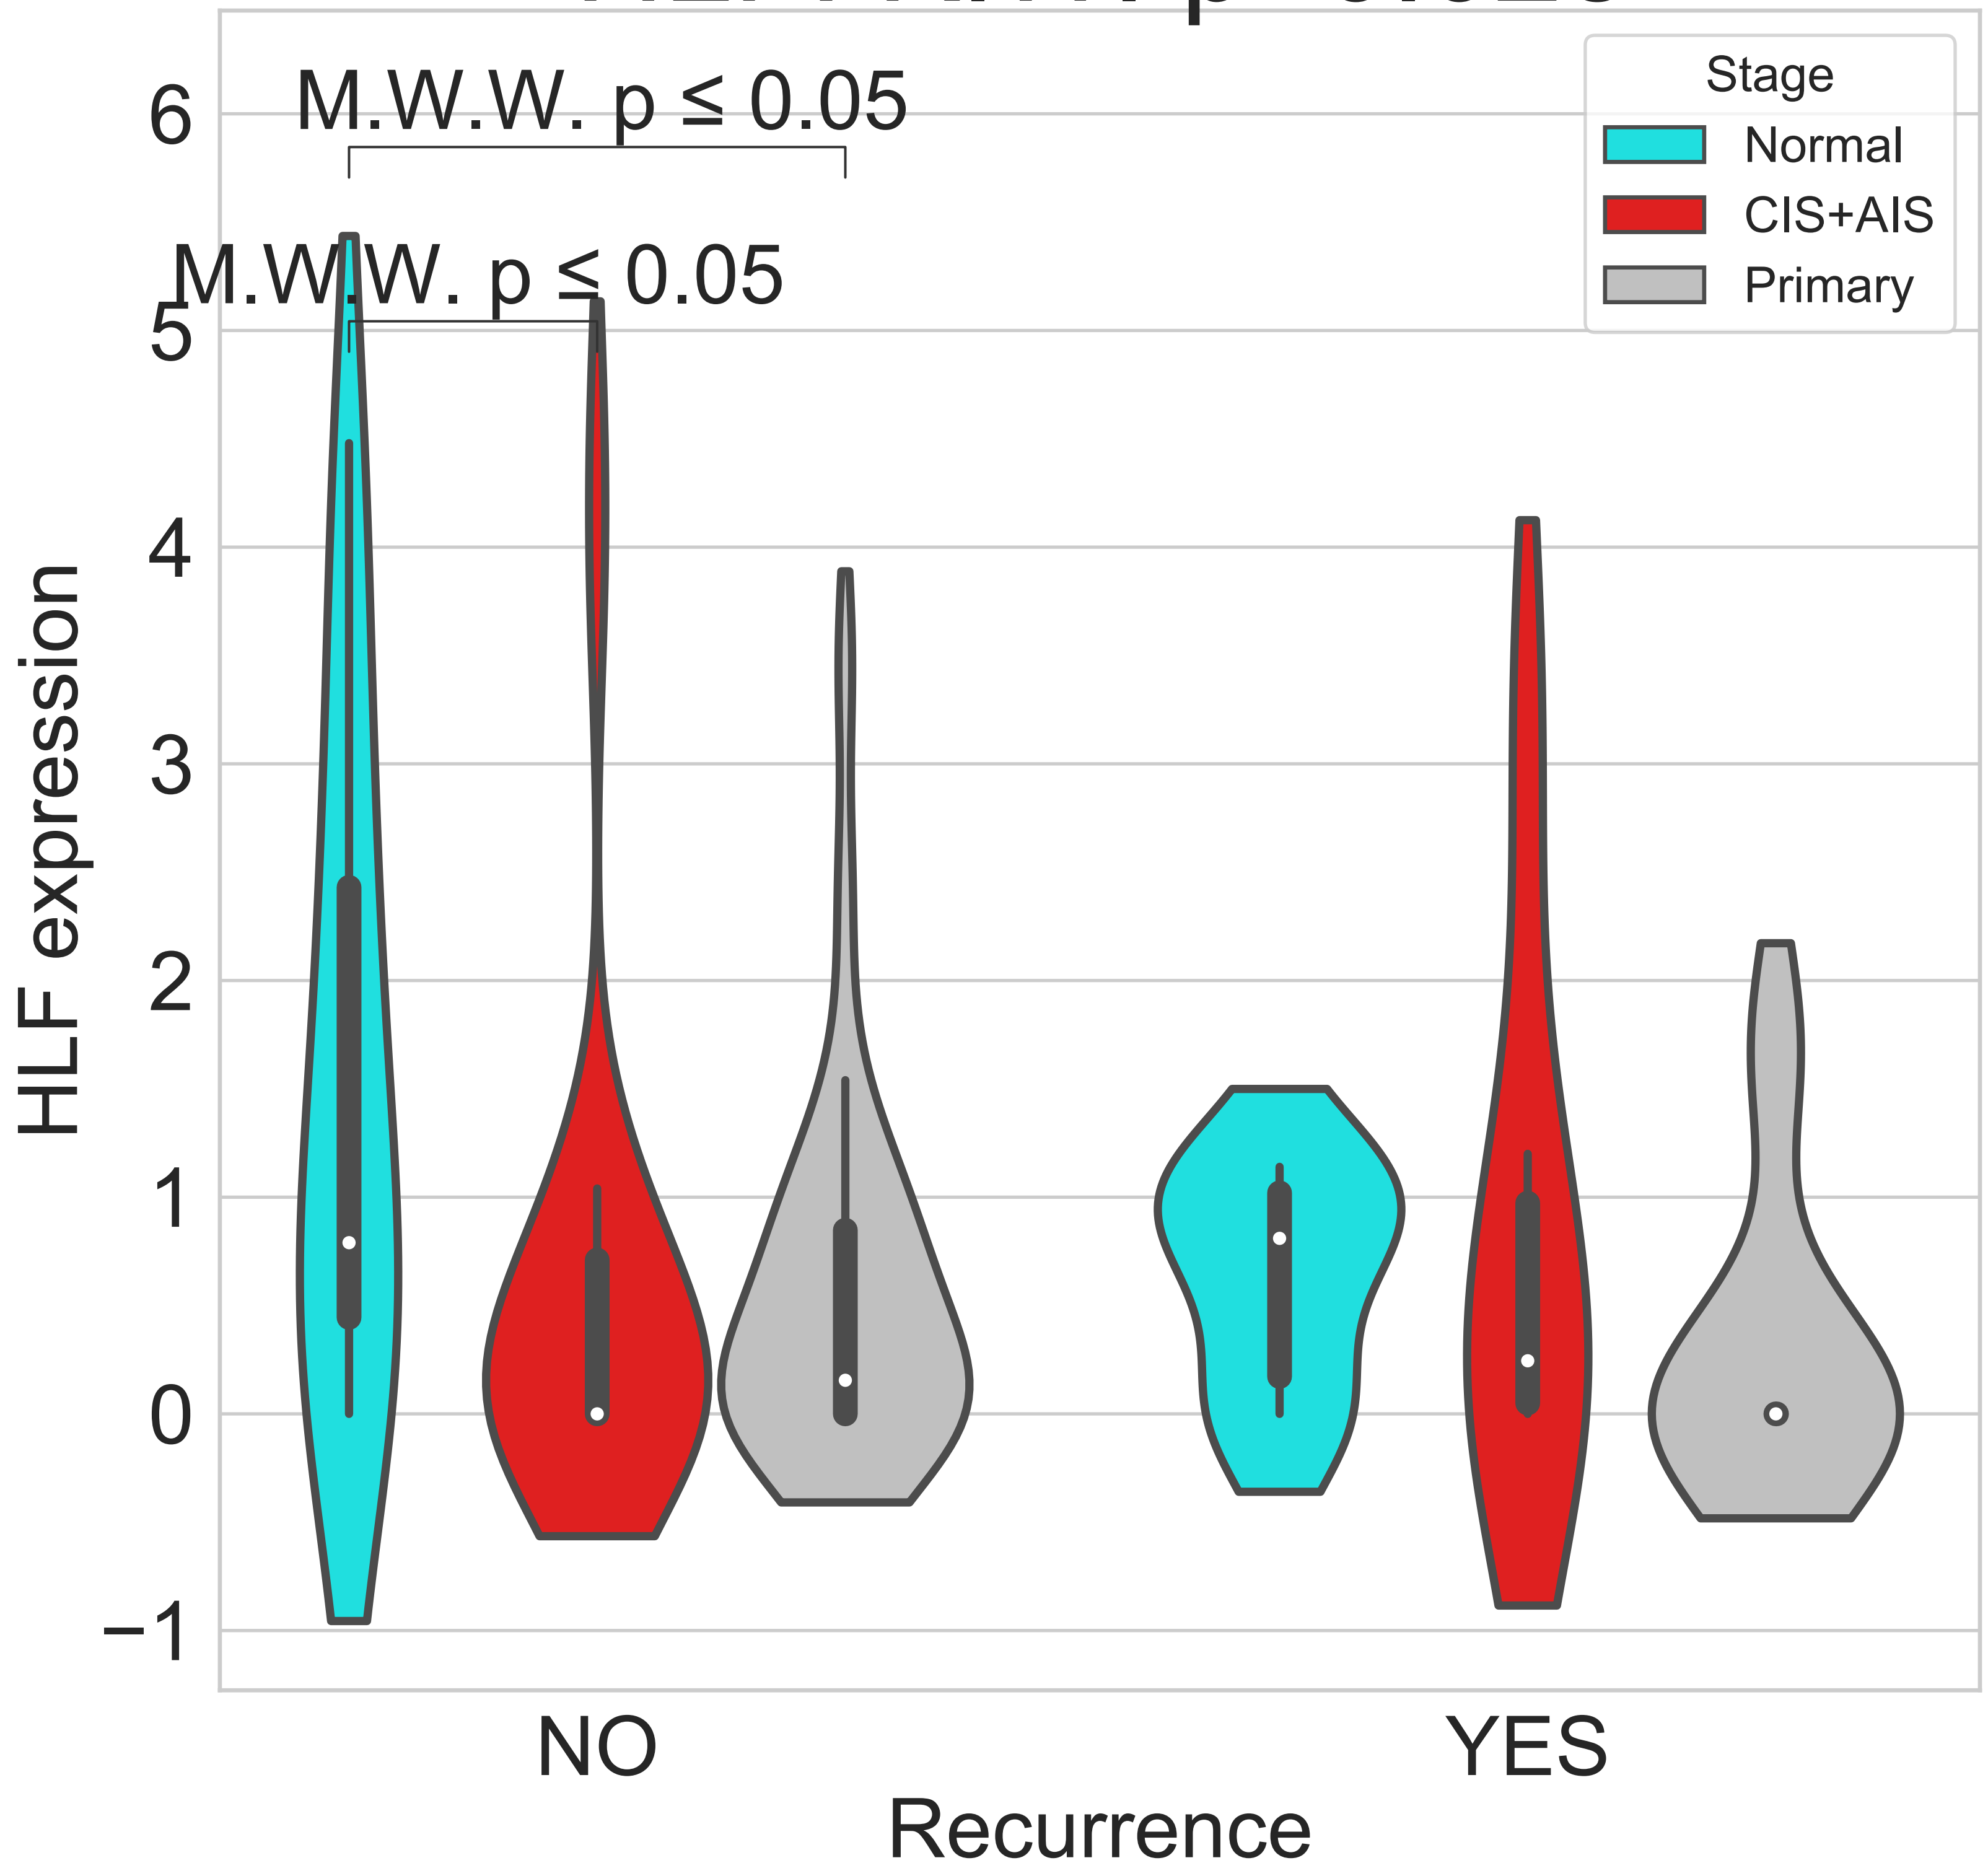 M.W.W. p ≤ 0.05
M.W.W. p ≤ 0.05
Stage
Normal
CIS+AIS
Primary
6
5
4
3
2
1
0
−1
HLF expression
NO
YES
Recurrence